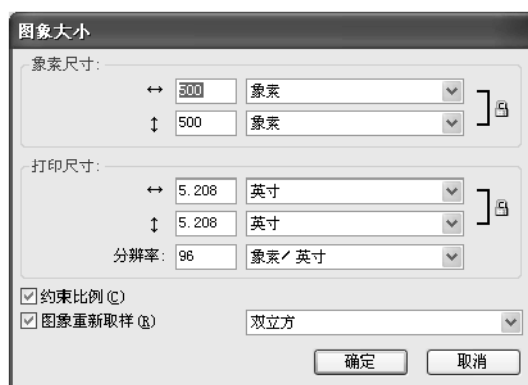 图象大小
象素尺寸:
↔ 500 象素
↕ 500 象素
打印尺寸:
↔ 5.208 英寸
↕ 5.208 英寸
分辨率: 96 象素/英寸
约束比例(C)
图象重新取样(R) 双立方
确定 取消